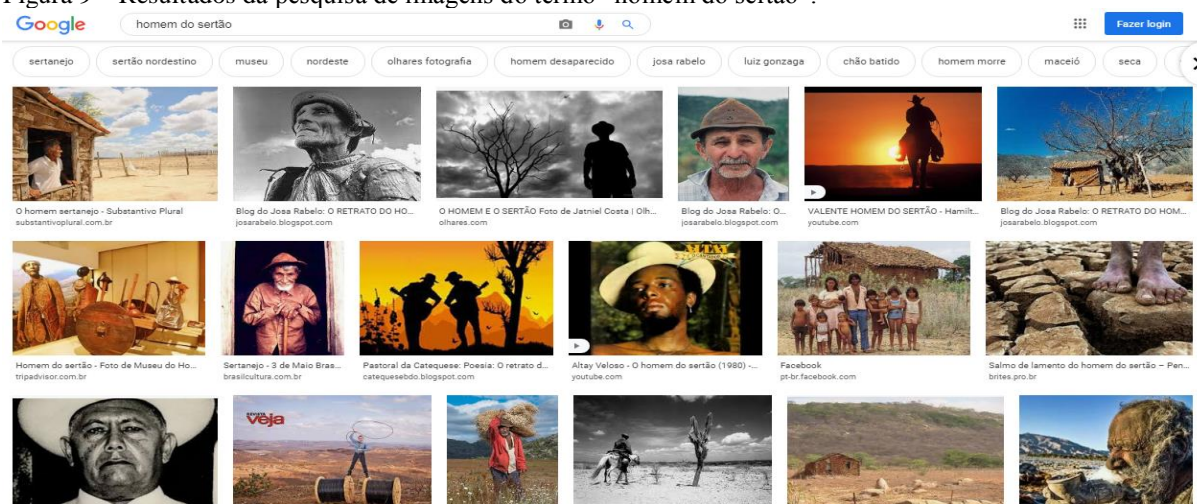 Figura 9 – Resultados da pesquisa de imagens do termo “homem do sertão”.
Google
homem do sertão
Fazer login
sertanejo
sertão nordestino
museu
nordeste
olhares fotografia
homem desaparecido
josa rabelo
luiz gonzaga
chão batido
homem morre
maceió
seca
O homem sertanejo - Substantivo Plural
substantivoplural.com.br
Blog do Josa Rabelo: O RETRATO DO HO...
josarabelo.blogspot.com
O HOMEM E O SERTÃO Foto de Jatniel Costa | Olh...
olhares.com
Blog do Josa Rabelo: O...
josarabelo.blogspot.com
VALENTE HOMEM DO SERTÃO - Hamilt...
youtube.com
Blog do Josa Rabelo: O RETRATO DO HOM...
josarabelo.blogspot.com
Homem do sertão - Foto de Museu do Ho...
tripadvisor.com.br
Sertanejo - 3 de Maio Bras...
brasilcultura.com.br
Pastoral da Catequese: Poesia: O retrato d...
catequesebdo.blogspot.com
Altay Veloso - O homem do sertão (1980) -...
youtube.com
Facebook
pt-br.facebook.com
Salmo de lamento do homem do sertão – Pen...
brites.pro.br
veja